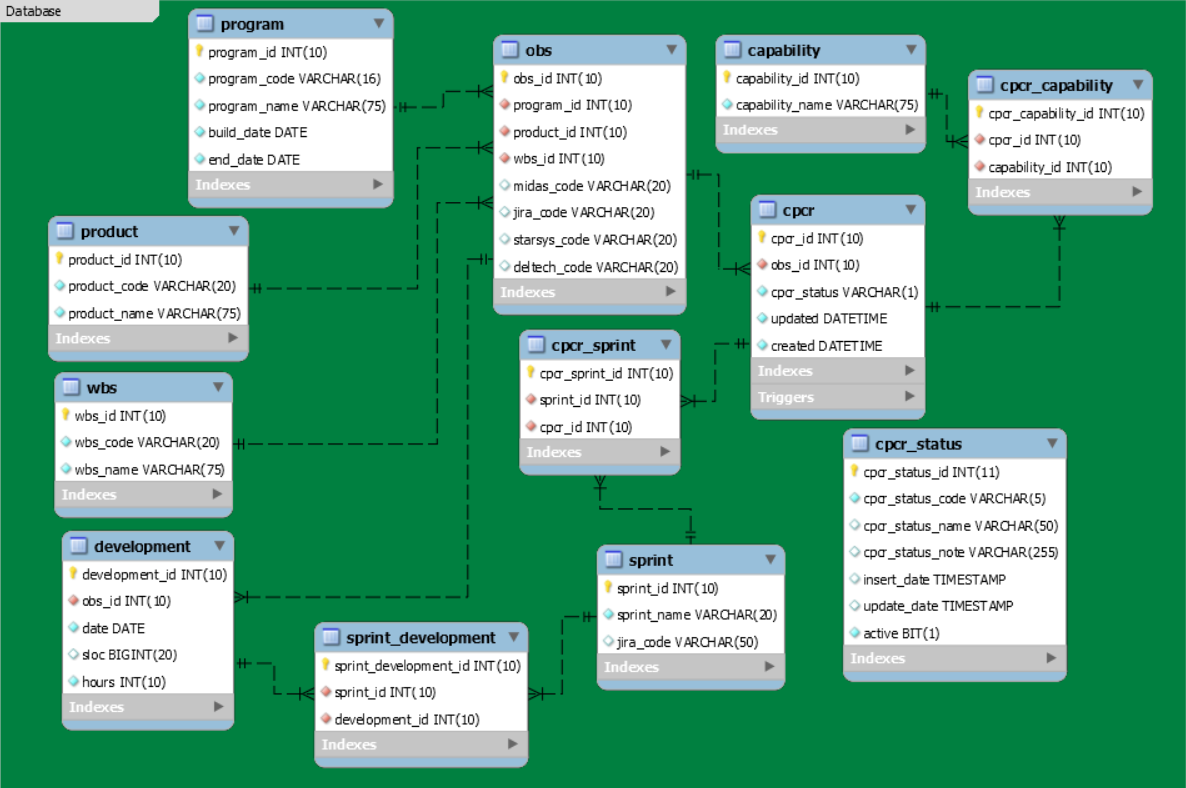 Database
program
program_id INT(10)
program_code VARCHAR(16)
program_name VARCHAR(75)
build_date DATE
end_date DATE
Indexes
product
product_id INT(10)
product_code VARCHAR(20)
product_name VARCHAR(75)
Indexes
wbs
wbs_id INT(10)
wbs_code VARCHAR(20)
wbs_name VARCHAR(75)
Indexes
development
development_id INT(10)
obs_id INT(10)
date DATE
sloc BIGINT(20)
hours INT(10)
Indexes
obs
obs_id INT(10)
program_id INT(10)
product_id INT(10)
wbs_id INT(10)
midas_code VARCHAR(20)
jira_code VARCHAR(20)
starsys_code VARCHAR(20)
deltech_code VARCHAR(20)
Indexes
cpcr_sprint
cpcr_sprint_id INT(10)
sprint_id INT(10)
cpcr_id INT(10)
Indexes
sprint_development
sprint_development_id INT(10)
sprint_id INT(10)
development_id INT(10)
Indexes
sprint
sprint_id INT(10)
sprint_name VARCHAR(20)
jira_code VARCHAR(50)
Indexes
capability
capability_id INT(10)
capability_name VARCHAR(75)
Indexes
cpcr_capability
cpcr_capability_id INT(10)
cpcr_id INT(10)
capability_id INT(10)
Indexes
cpcr
cpcr_id INT(10)
obs_id INT(10)
cpcr_status VARCHAR(1)
updated DATETIME
created DATETIME
Indexes
Triggers
cpcr_status
cpcr_status_id INT(11)
cpcr_status_code VARCHAR(5)
cpcr_status_name VARCHAR(50)
cpcr_status_note VARCHAR(255)
insert_date TIMESTAMP
update_date TIMESTAMP
active BIT(1)
Indexes